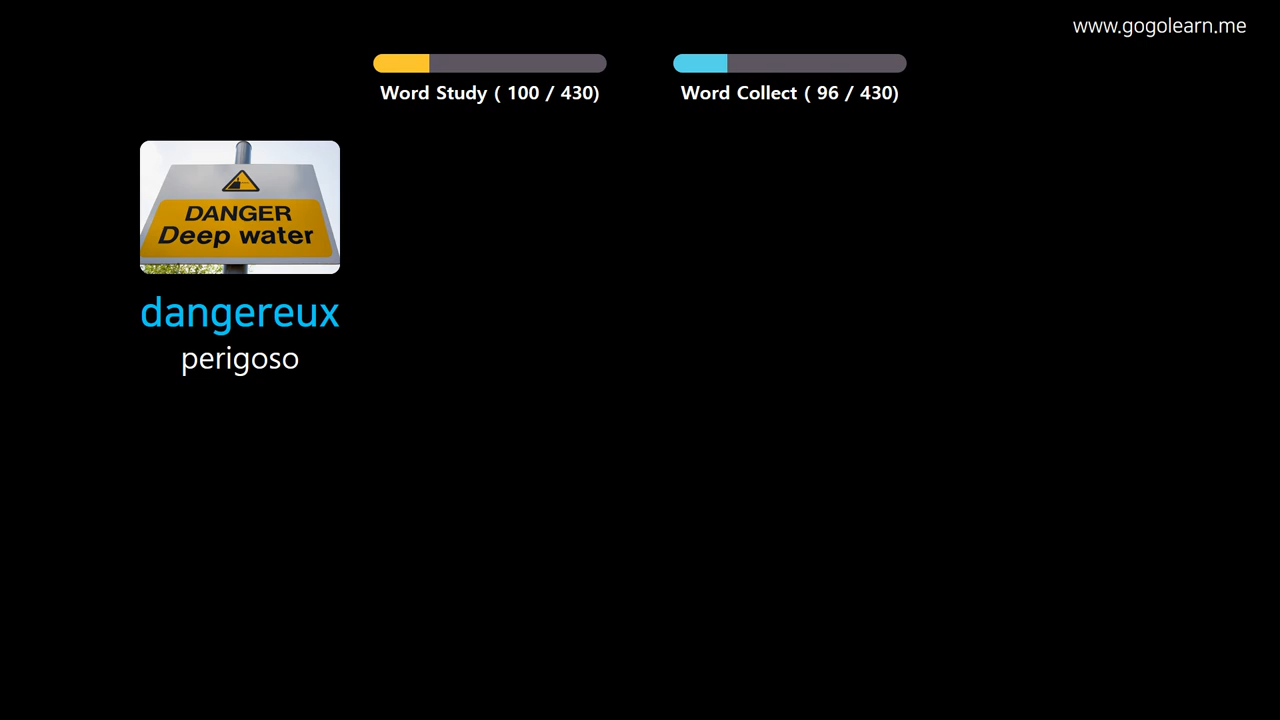 www.gogolearn.me
Word Study ( 100 / 430)
Word Collect ( 96 / 430)
DANGER
Deep water
dangereux
perigoso